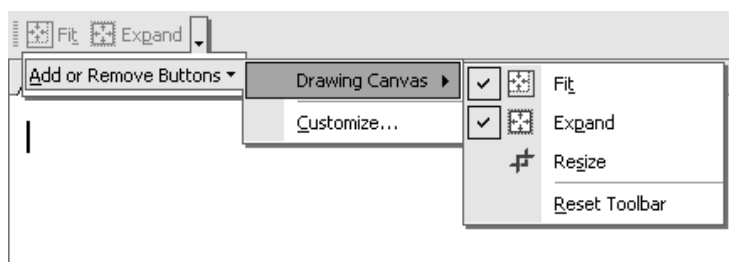 Fit Expand
Add or Remove Buttons
Drawing Canvas
Customize...
Fit
Expand
Resize
Reset Toolbar